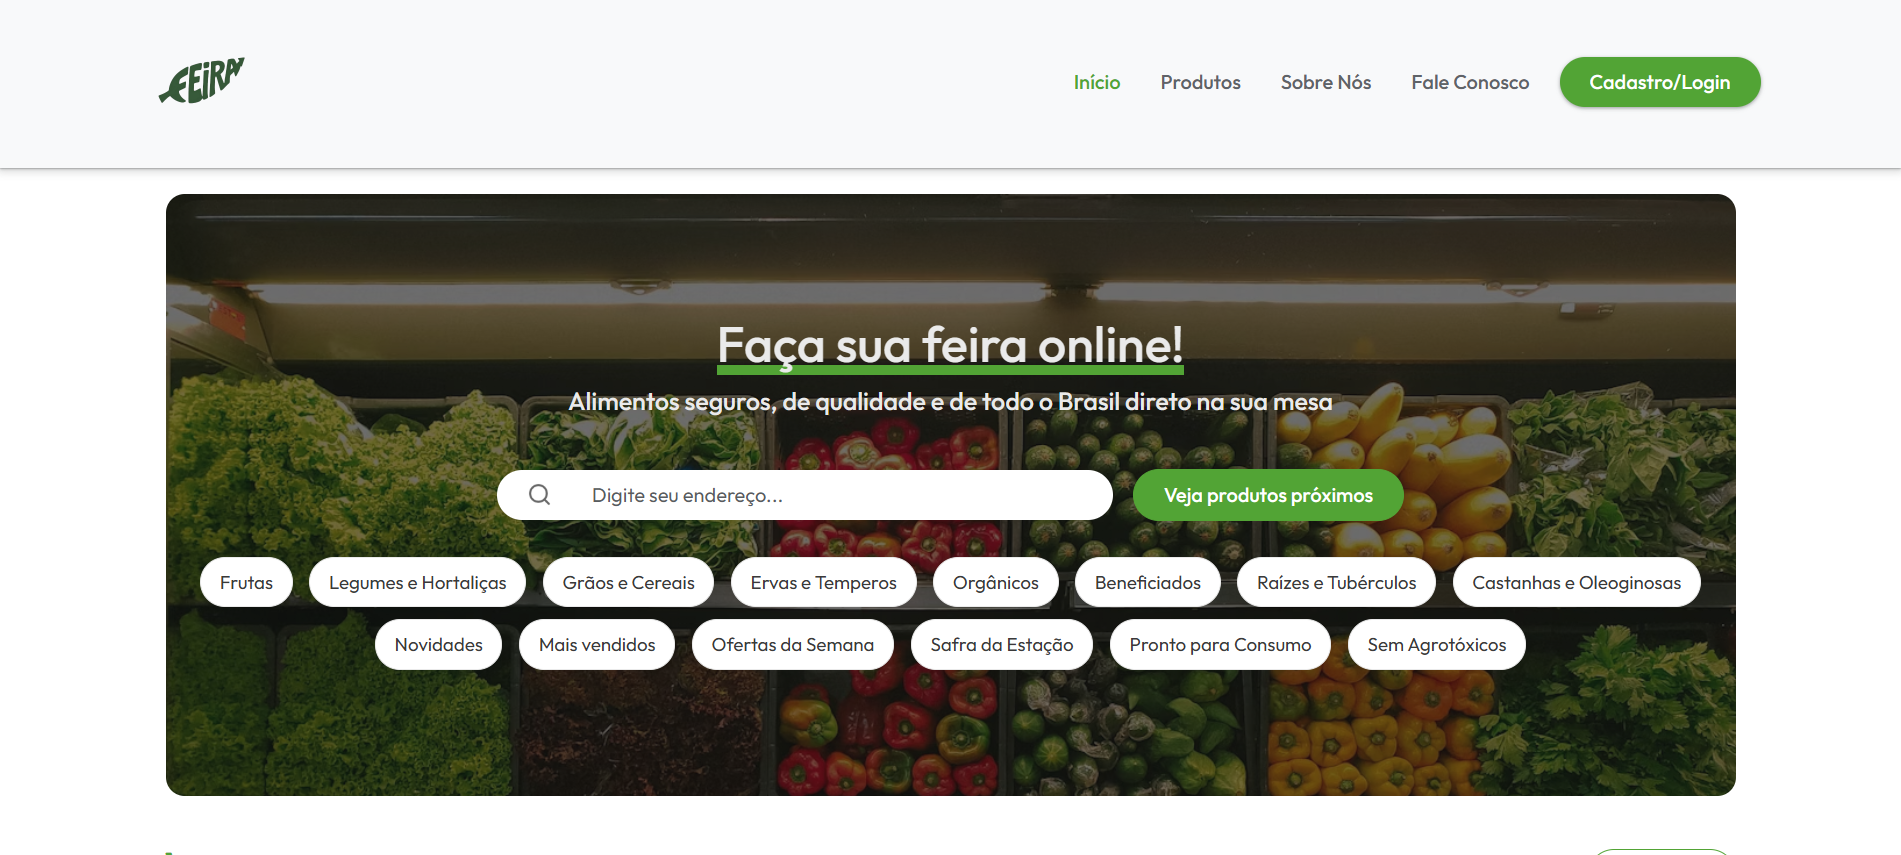 FEIRA
Início Produtos Sobre Nós Fale Conosco Cadastro/Login
Faça sua feira online!
Alimentos seguros, de qualidade e de todo o Brasil direto na sua mesa
Digite seu endereço... Veja produtos próximos
Frutas Legumes e Hortaliças Grãos e Cereais Ervas e Temperos Orgânicos Beneficiados Raízes e Tubérculos Castanhas e Oleoginosas
Novidades Mais vendidos Ofertas da Semana Safra da Estação Pronto para Consumo Sem Agrotóxicos